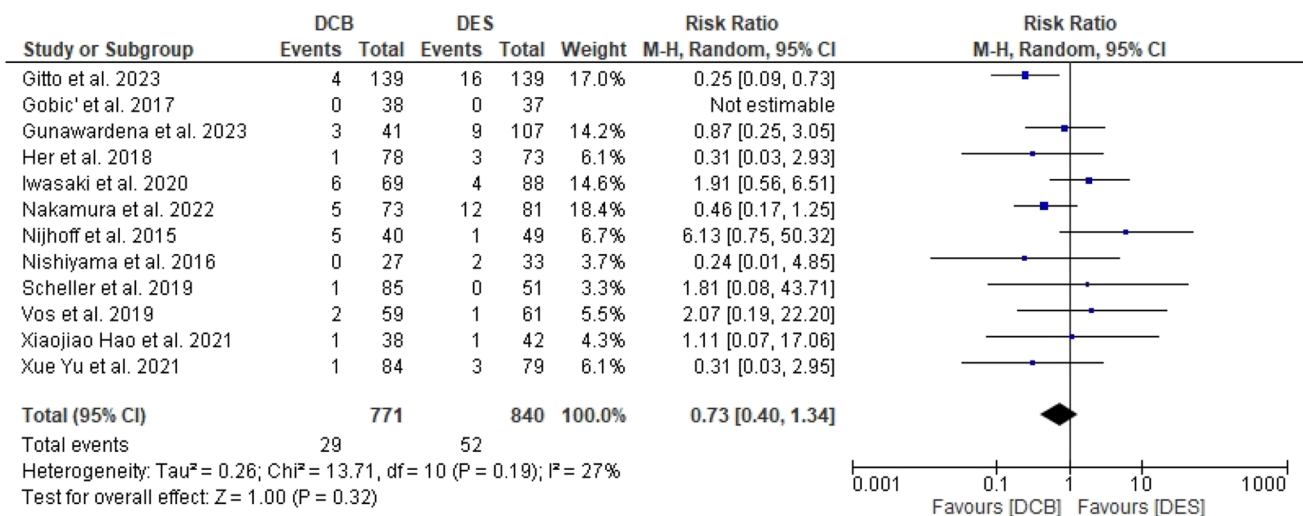 DCB DES Risk Ratio Risk Ratio
Study or Subgroup Events Total Events Total Weight M-H, Random, 95% CI M-H, Random, 95% CI
Gitto et al. 2023 4 139 16 139 17.0% 0.25 [0.09, 0.73]
Gobic' et al. 2017 0 38 0 37 Not estimable
Gunawardena et al. 2023 3 41 9 107 14.2% 0.87 [0.25, 3.05]
Her et al. 2018 1 78 3 73 6.1% 0.31 [0.03, 2.93]
Iwasaki et al. 2020 6 69 4 88 14.6% 1.91 [0.56, 6.51]
Nakamura et al. 2022 5 73 12 81 18.4% 0.46 [0.17, 1.25]
Nijhoff et al. 2015 5 40 1 49 6.7% 6.13 [0.75, 50.32]
Nishiyama et al. 2016 0 27 2 33 3.7% 0.24 [0.01, 4.85]
Scheller et al. 2019 1 85 0 51 3.3% 1.81 [0.08, 43.71]
Vos et al. 2019 2 59 1 61 5.5% 2.07 [0.19, 22.20]
Xiaojiao Hao et al. 2021 1 38 1 42 4.3% 1.11 [0.07, 17.06]
Xue Yu et al. 2021 1 84 3 79 6.1% 0.31 [0.03, 2.95]
Total (95% CI) 771 840 100.0% 0.73 [0.40, 1.34]
Total events 29 52
Heterogeneity: Tau² = 0.26; Chi² = 13.71, df = 10 (P = 0.19); I² = 27%
Test for overall effect: Z = 1.00 (P = 0.32)
0.001 0.1 1 10 1000
Favours [DCB] Favours [DES]